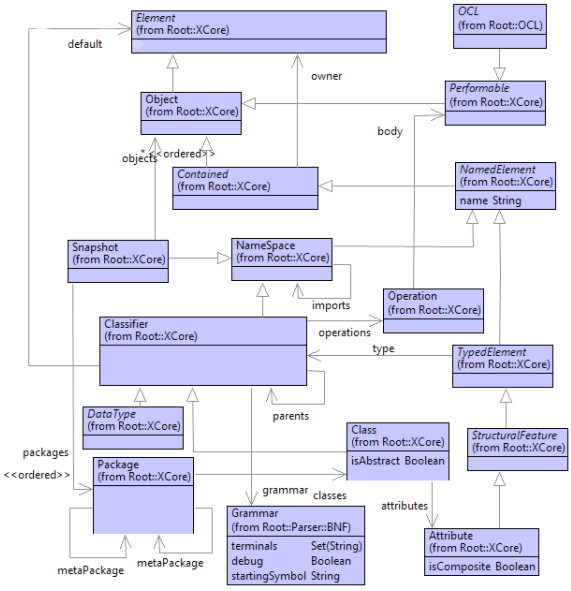 Element
(from Root::XCore)
OCL
(from Root::OCL)
default
owner
Object
(from Root::XCore)
Performable
(from Root::XCore)
body
objects
* <<ordered>>
Contained
(from Root::XCore)
NamedElement
(from Root::XCore)
name String
Snapshot
(from Root::XCore)
NameSpace
(from Root::XCore)
imports
Operation
(from Root::XCore)
Classifier
(from Root::XCore)
operations
type
TypedElement
(from Root::XCore)
parents
DataType
(from Root::XCore)
Class
(from Root::XCore)
isAbstract Boolean
StructuralFeature
(from Root::XCore)
packages
<<ordered>>
Package
(from Root::XCore)
grammar
classes
attributes
Grammar
(from Root::Parser::BNF)
terminals Set(String)
debug Boolean
startingSymbol String
Attribute
(from Root::XCore)
isComposite Boolean
metaPackage
metaPackage